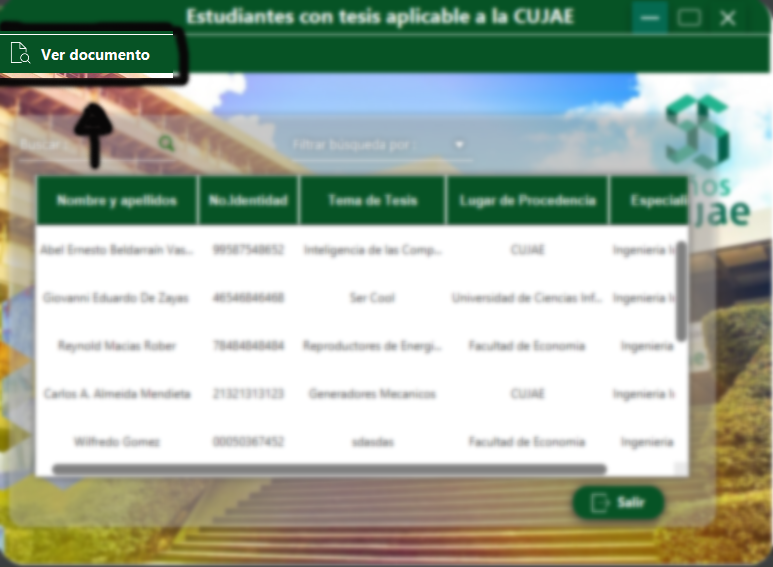 Estudiantes con tesis aplicable a la CUJAE
Ver documento
Buscar :
Filtrar búsqueda por :
Nombre y apellidos No.Identidad Tema de Tesis Lugar de Procedencia Especiali
Abel Ernesto Beldarraín Vas... 99587548652 Inteligencia de las Comp... CUJAE Ingenieria I
Giovanni Eduardo De Zayas 46546846468 Ser Cool Universidad de Ciencias Inf... Ingenieria I
Reynold Macias Rober 78484848484 Reproductores de Energi... Facultad de Economia Ingenieria
Carlos A. Almeida Mendieta 21321313123 Generadores Mecanicos CUJAE Ingenieria I
Wilfredo Gomez 00050367452 sdasdas Facultad de Economia Ingenieria
Salir